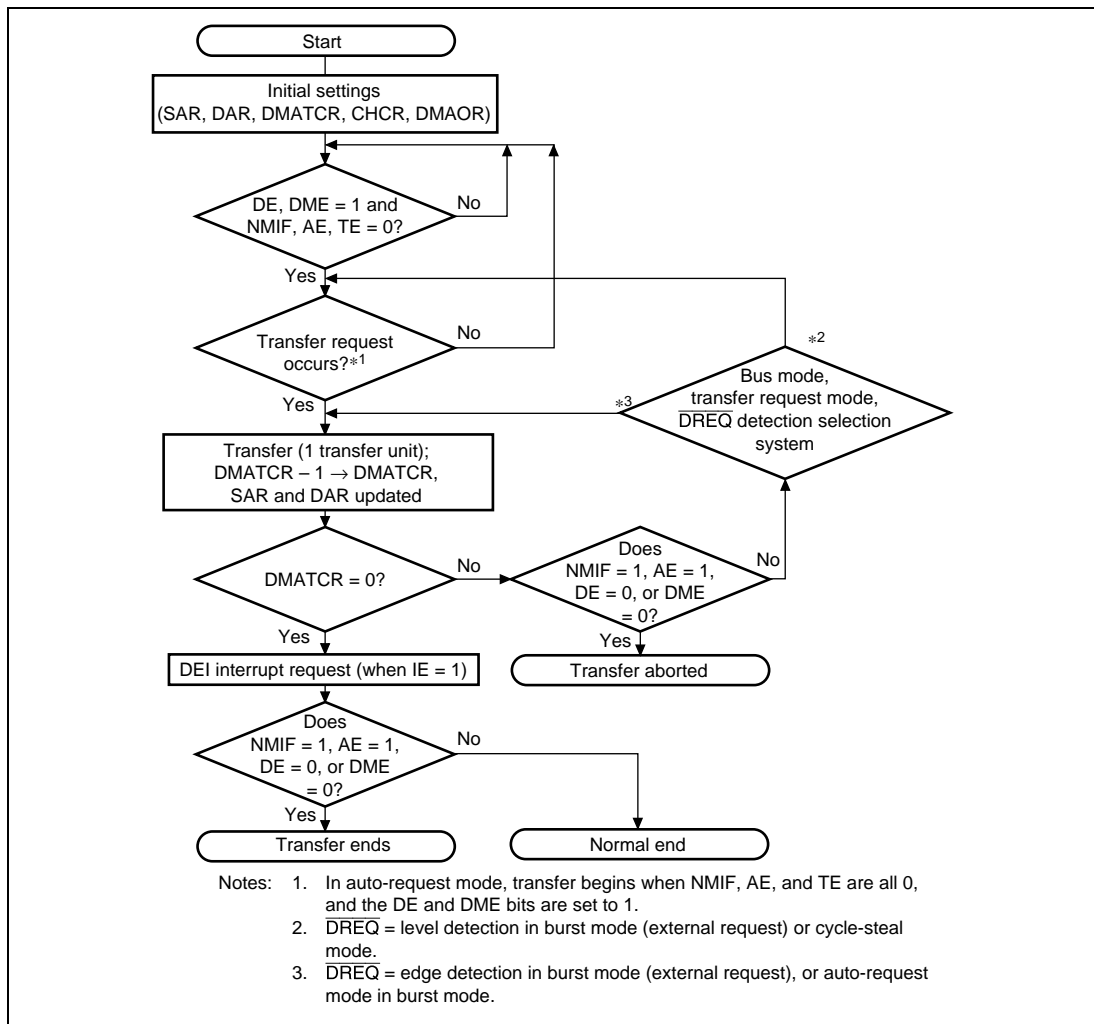 Start
Initial settings
(SAR, DAR, DMATCR, CHCR, DMAOR)
DE, DME = 1 and
NMIF, AE, TE = 0?
No
Yes
Transfer request
occurs?*1
No
Yes
*2
Bus mode,
transfer request mode,
DREQ detection selection
system
*3
Transfer (1 transfer unit);
DMATCR – 1 → DMATCR,
SAR and DAR updated
DMATCR = 0?
No
Yes
Does
NMIF = 1, AE = 1,
DE = 0, or DME
= 0?
No
Yes
Transfer aborted
DEI interrupt request (when IE = 1)
Does
NMIF = 1, AE = 1,
DE = 0, or DME
= 0?
No
Yes
Transfer ends
Normal end
Notes: 1. In auto-request mode, transfer begins when NMIF, AE, and TE are all 0,
and the DE and DME bits are set to 1.
2. DREQ = level detection in burst mode (external request) or cycle-steal
mode.
3. DREQ = edge detection in burst mode (external request), or auto-request
mode in burst mode.